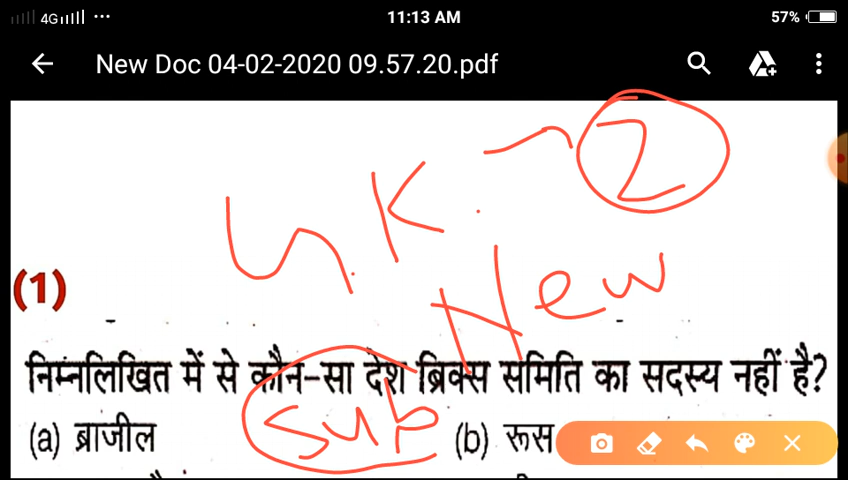 4G 11:13 AM 57%
New Doc 04-02-2020 09.57.20.pdf
G.K. - 2
New
(1)
निम्नलिखित में से कौन-सा देश ब्रिक्स समिति का सदस्य नहीं है?
Sub
(a) ब्राजील (b) रूस